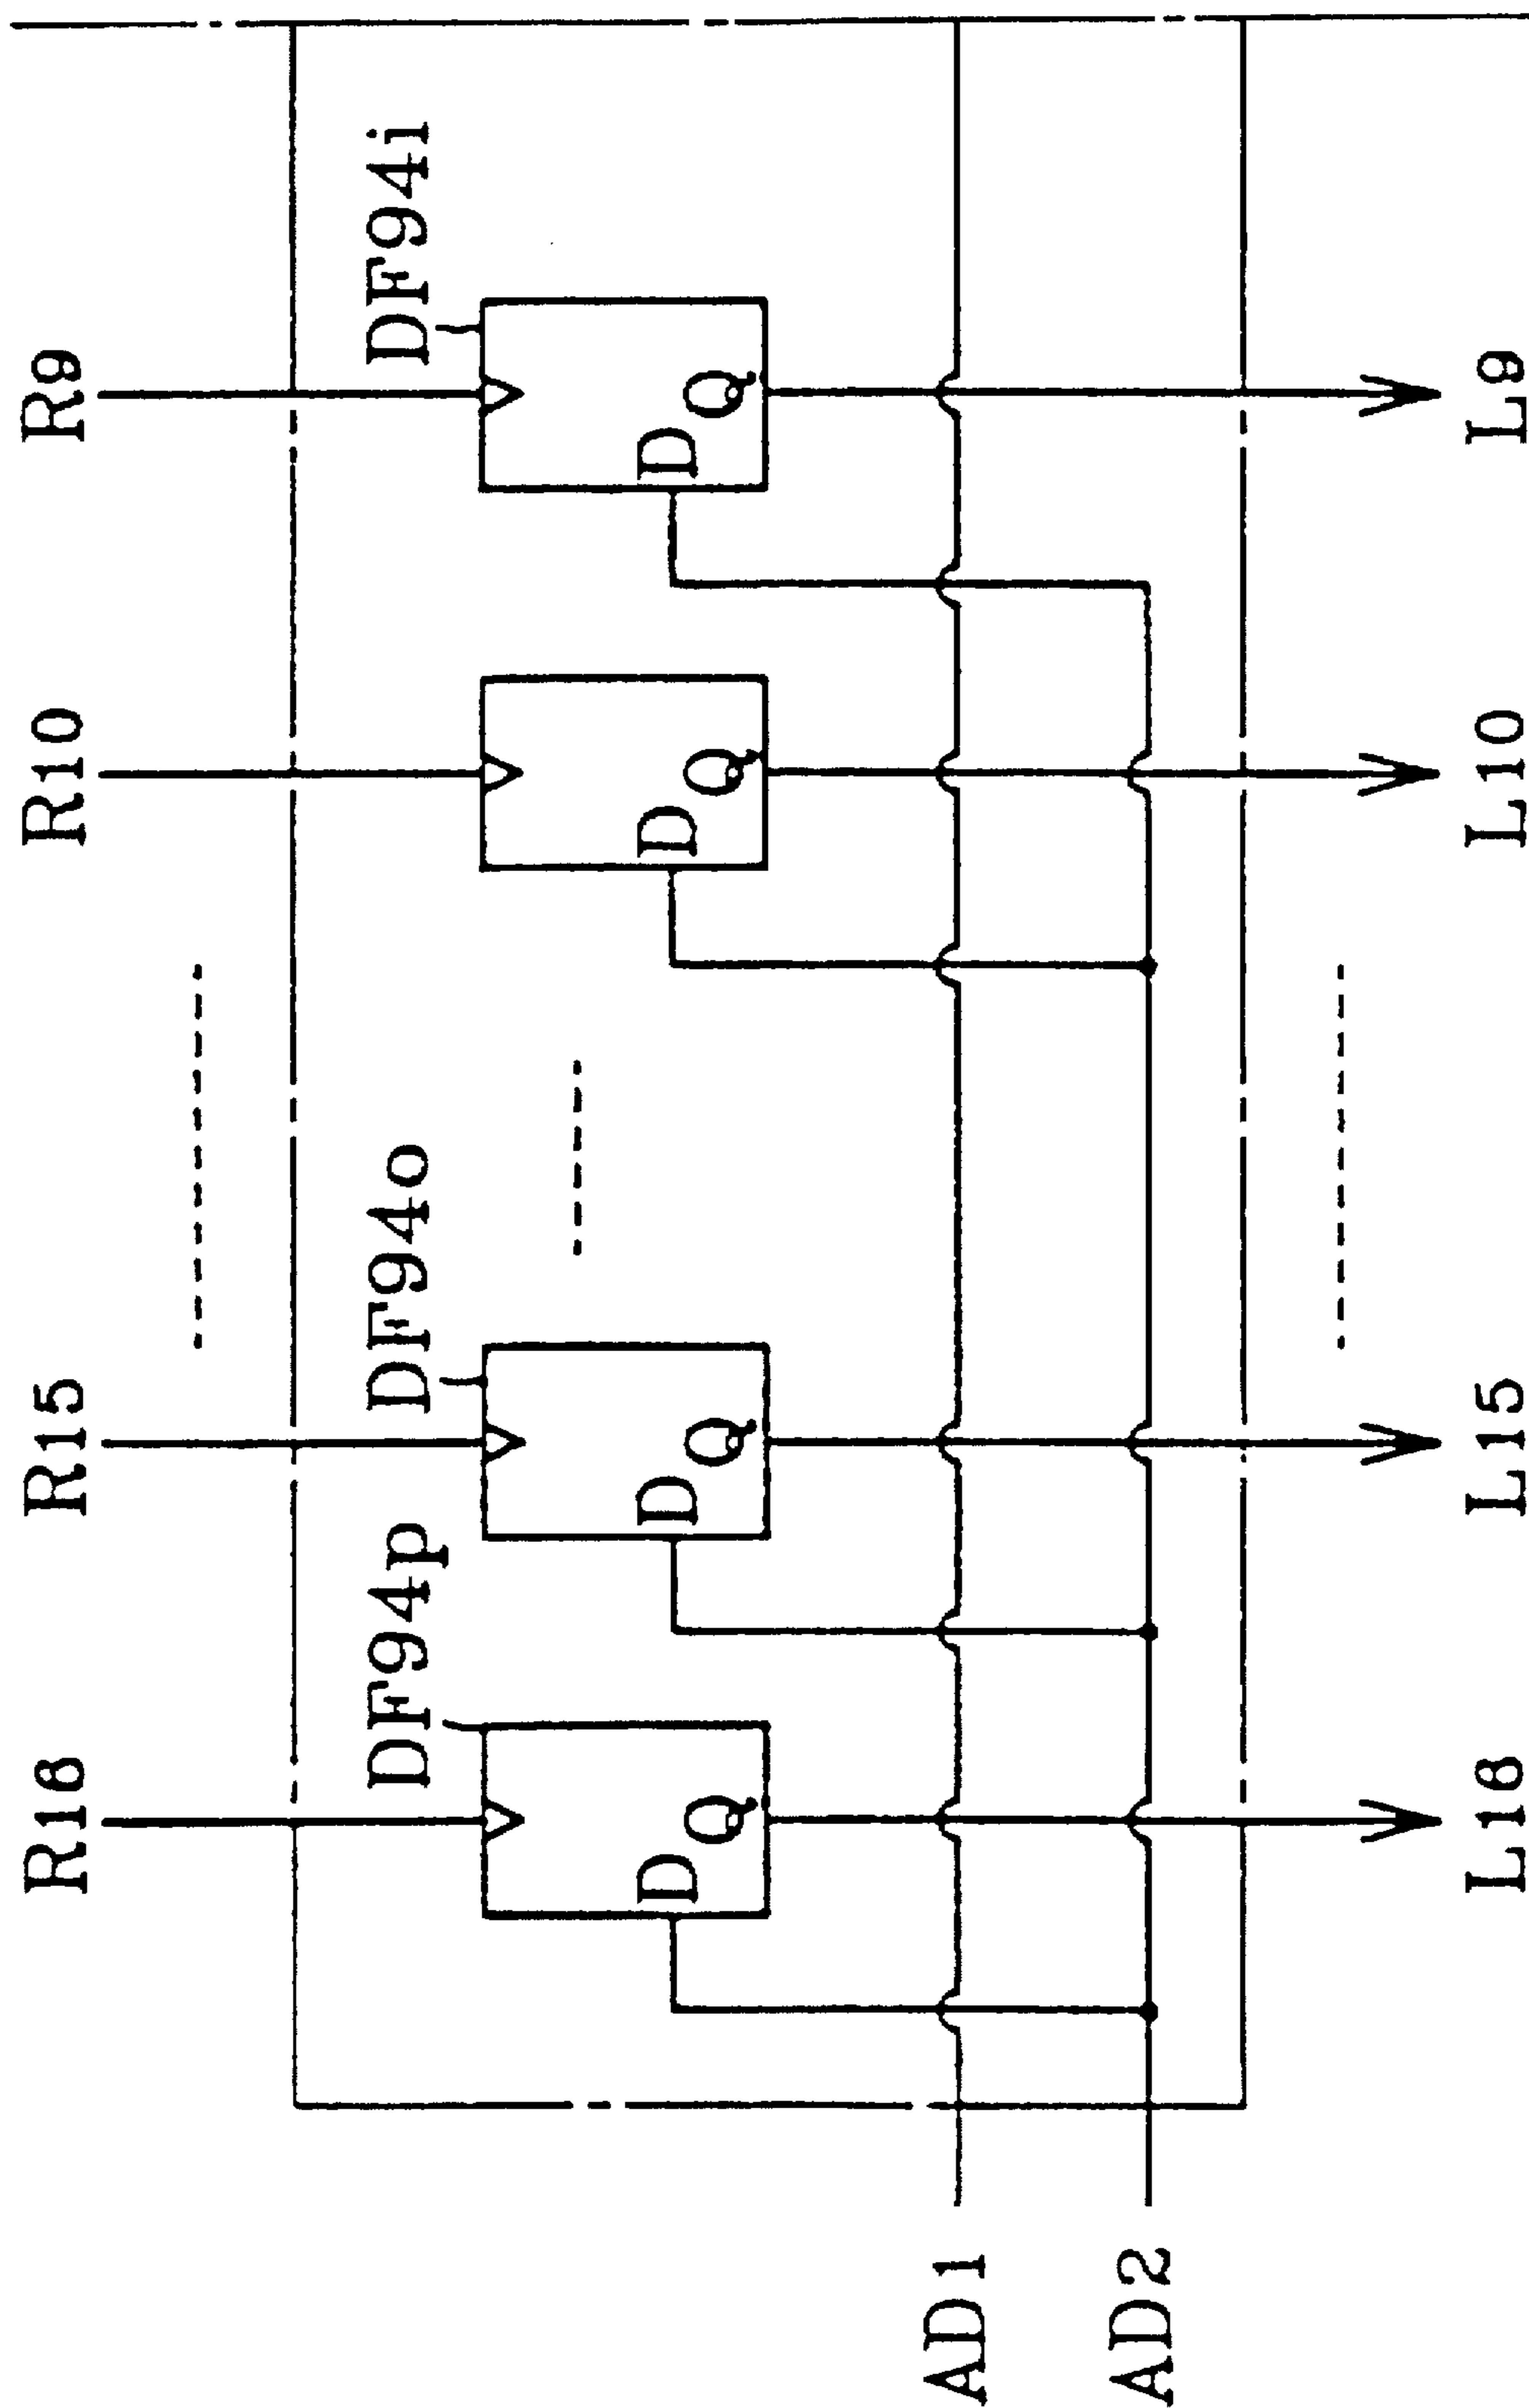 R16 R15 R10 R9
DF94p DF94o DF94i
D D D D
Q Q Q Q
AD1
AD2
L16 L15 L10 L9